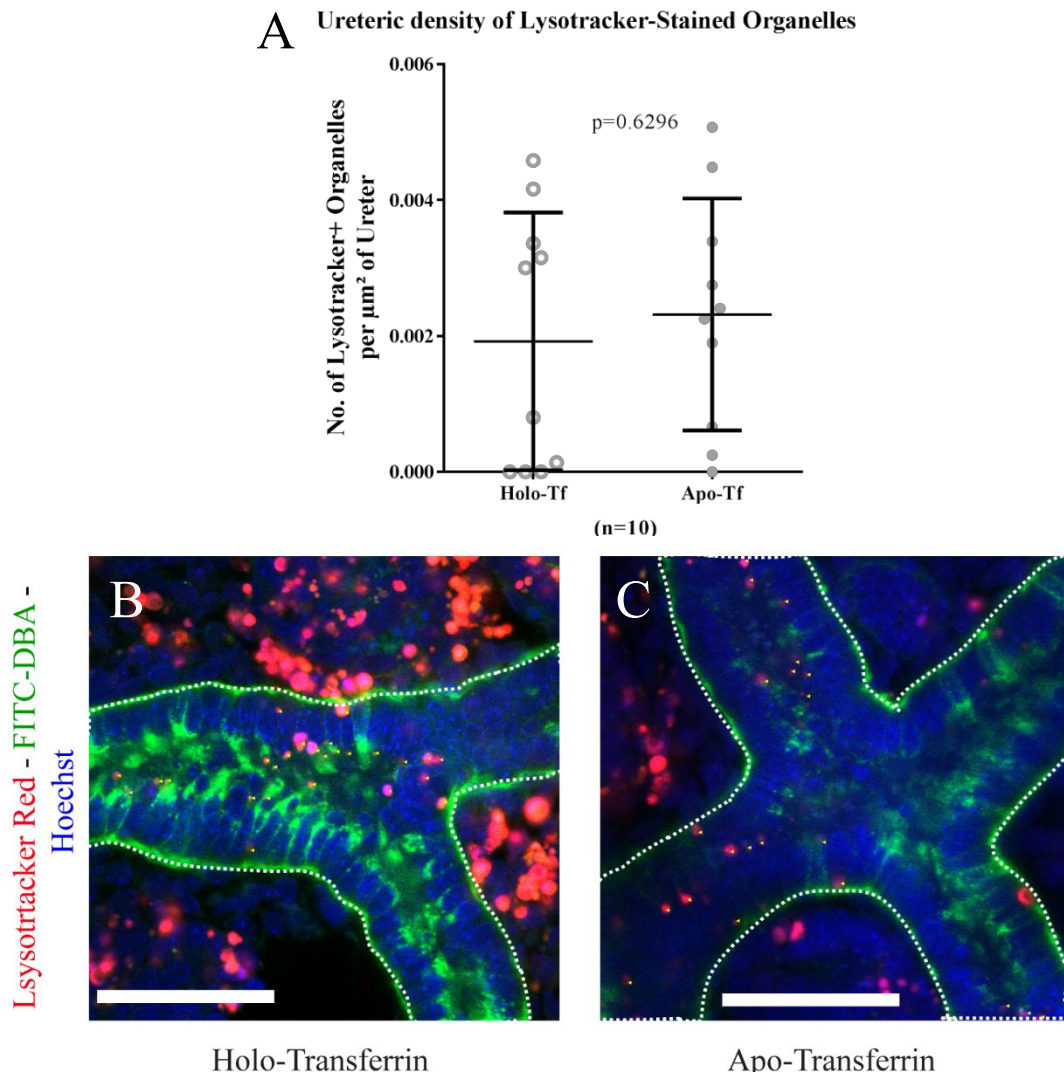 A
Ureteric density of Lysotracker-Stained Organelles
No. of Lysotracker+ Organelles
per µm² of Ureter
0.006
0.004
0.002
0.000
p=0.6296
Holo-Tf
Apo-Tf
(n=10)
Lsysotrtacker Red - FITC-DBA -
Hoechst
B
C
Holo-Transferrin
Apo-Transferrin